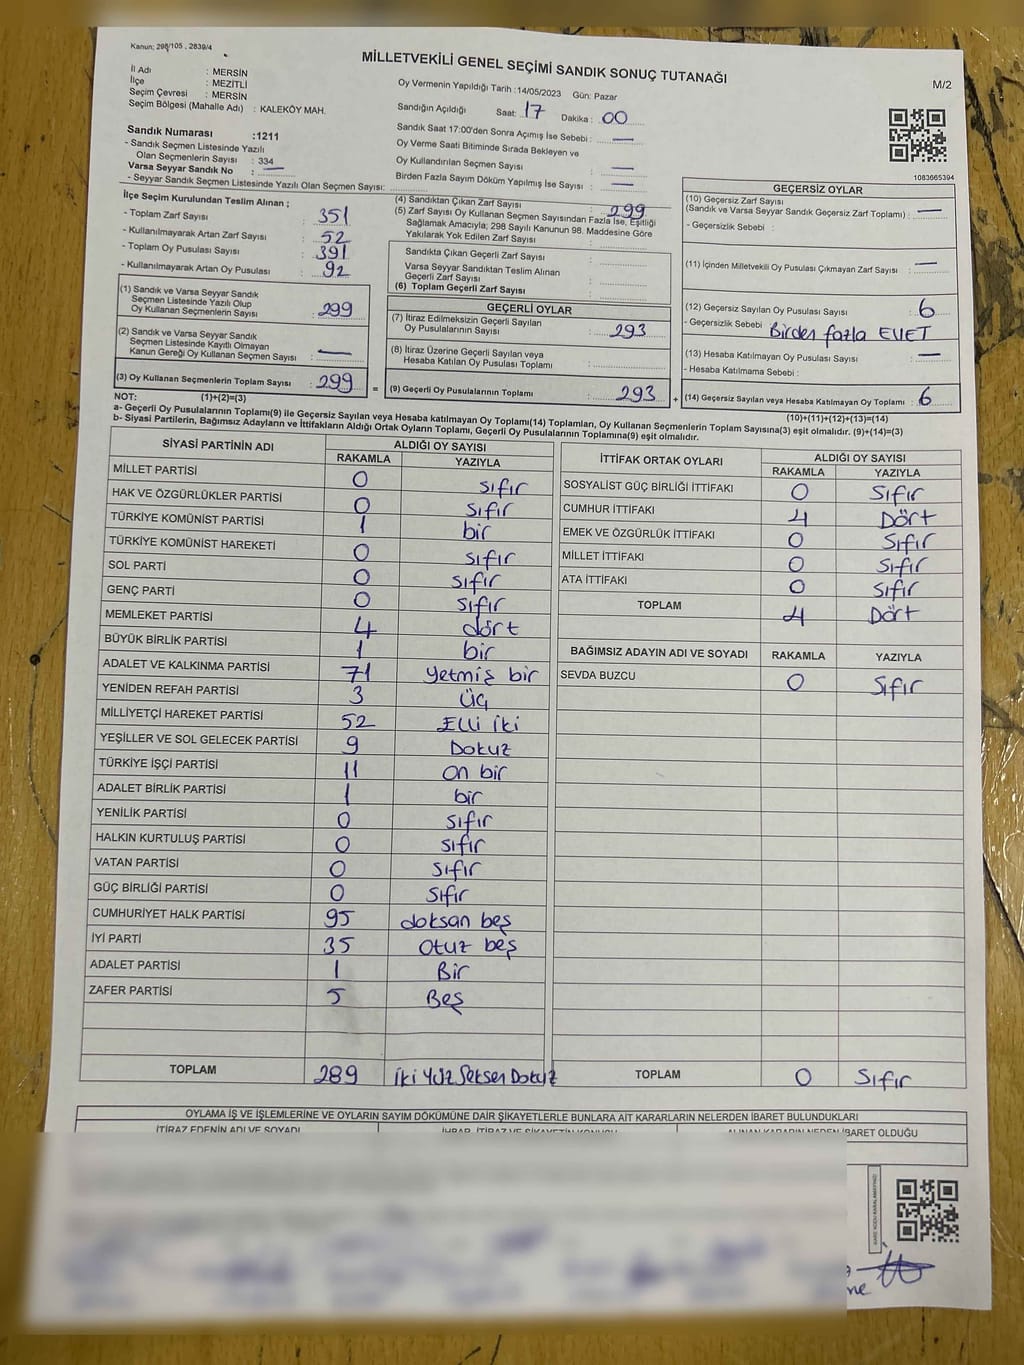 Kanun; 298/105 , 2839/4
MİLLETVEKİLİ GENEL SEÇİMİ SANDIK SONUÇ TUTANAĞI
M/2
İl Adı : MERSİN
İlçe : MEZİTLİ
Seçim Çevresi : MERSİN
Seçim Bölgesi (Mahalle Adı) : KALEKÖY MAH.
Oy Vermenin Yapıldığı Tarih :14/05/2023 Gün: Pazar
Sandığın Açıldığı Saat: 17 Dakika : 00
Sandık Saat 17:00'den Sonra Açımış İse Sebebi : —
Oy Verme Saati Bitiminde Sırada Bekleyen ve
Oy Kullandırılan Seçmen Sayısı : —
Birden Fazla Sayım Döküm Yapılmış İse Sayısı : —
1083665394
Sandık Numarası :1211
- Sandık Seçmen Listesinde Yazılı
Olan Seçmenlerin Sayısı : 334
Varsa Seyyar Sandık No : —
- Seyyar Sandık Seçmen Listesinde Yazılı Olan Seçmen Sayısı:
İlçe Seçim Kurulundan Teslim Alınan ;
- Toplam Zarf Sayısı : 351
- Kullanılmayarak Artan Zarf Sayısı : 52
- Toplam Oy Pusulası Sayısı : 391
- Kullanılmayarak Artan Oy Pusulası : 92
(1) Sandık ve Varsa Seyyar Sandık
Seçmen Listesinde Yazılı Olup
Oy Kullanan Seçmenlerin Sayısı : 299
(2) Sandık ve Varsa Seyyar Sandık
Seçmen Listesinde Kayıtlı Olmayan
Kanun Gereği Oy Kullanan Seçmen Sayısı : —
(3) Oy Kullanan Seçmenlerin Toplam Sayısı : 299 =
(4) Sandıktan Çıkan Zarf Sayısı : 299
(5) Zarf Sayısı Oy Kullanan Seçmen Sayısından Fazla İse, Eşitliği
Sağlamak Amacıyla; 298 Sayılı Kanunun 98. Maddesine Göre
Yakılarak Yok Edilen Zarf Sayısı :
Sandıkta Çıkan Geçerli Zarf Sayısı :
Varsa Seyyar Sandıktan Teslim Alınan
Geçerli Zarf Sayısı :
(6) Toplam Geçerli Zarf Sayısı :
GEÇERLİ OYLAR
(7) İtiraz Edilmeksizin Geçerli Sayılan
Oy Pusulalarının Sayısı : 293
(8) İtiraz Üzerine Geçerli Sayılan veya
Hesaba Katılan Oy Pusulası Toplamı :
(9) Geçerli Oy Pusulalarının Toplamı : 293 +
GEÇERSİZ OYLAR
(10) Geçersiz Zarf Sayısı
(Sandık ve Varsa Seyyar Sandık Geçersiz Zarf Toplamı) : —
- Geçersizlik Sebebi :
(11) İçinden Milletvekili Oy Pusulası Çıkmayan Zarf Sayısı : —
(12) Geçersiz Sayılan Oy Pusulası Sayısı : 6
- Geçersizlik Sebebi : Birden fazla EVET
(13) Hesaba Katılmayan Oy Pusulası Sayısı : —
- Hesaba Katılmama Sebebi :
(14) Geçersiz Sayılan veya Hesaba Katılmayan Oy Toplamı : 6
NOT: (1)+(2)=(3) (10)+(11)+(12)+(13)=(14)
a- Geçerli Oy Pusulalarının Toplamı(9) ile Geçersiz Sayılan veya Hesaba katılmayan Oy Toplamı(14) Toplamları, Oy Kullanan Seçmenlerin Toplam Sayısına(3) eşit olmalıdır. (9)+(14)=(3)
b- Siyasi Partilerin, Bağımsız Adayların ve İttifakların Aldığı Ortak Oyların Toplamı, Geçerli Oy Pusulalarının Toplamına(9) eşit olmalıdır.
SİYASİ PARTİNİN ADI ALDIĞI OY SAYISI
RAKAMLA YAZIYLA
MİLLET PARTİSİ 0 sıfır
HAK VE ÖZGÜRLÜKLER PARTİSİ 0 sıfır
TÜRKİYE KOMÜNİST PARTİSİ 1 bir
TÜRKİYE KOMÜNİST HAREKETİ 0 sıfır
SOL PARTİ 0 sıfır
GENÇ PARTİ 0 sıfır
MEMLEKET PARTİSİ 4 dört
BÜYÜK BİRLİK PARTİSİ 1 bir
ADALET VE KALKINMA PARTİSİ 71 yetmiş bir
YENİDEN REFAH PARTİSİ 3 üç
MİLLİYETÇİ HAREKET PARTİSİ 52 Elli iki
YEŞİLLER VE SOL GELECEK PARTİSİ 9 Dokuz
TÜRKİYE İŞÇİ PARTİSİ 11 on bir
ADALET BİRLİK PARTİSİ 1 bir
YENİLİK PARTİSİ 0 sıfır
HALKIN KURTULUŞ PARTİSİ 0 sıfır
VATAN PARTİSİ 0 sıfır
GÜÇ BİRLİĞİ PARTİSİ 0 sıfır
CUMHURİYET HALK PARTİSİ 95 doksan beş
İYİ PARTİ 35 otuz beş
ADALET PARTİSİ 1 Bir
ZAFER PARTİSİ 5 Beş
TOPLAM 289 iki yüz Seksen Dokuz
İTTİFAK ORTAK OYLARI ALDIĞI OY SAYISI
RAKAMLA YAZIYLA
SOSYALİST GÜÇ BİRLİĞİ İTTİFAKI 0 Sıfır
CUMHUR İTTİFAKI 4 Dört
EMEK VE ÖZGÜRLÜK İTTİFAKI 0 Sıfır
MİLLET İTTİFAKI 0 Sıfır
ATA İTTİFAKI 0 Sıfır
TOPLAM 4 Dört
BAĞIMSIZ ADAYIN ADI VE SOYADI RAKAMLA YAZIYLA
SEVDA BUZCU 0 Sıfır
TOPLAM 0 Sıfır
OYLAMA İŞ VE İŞLEMLERİNE VE OYLARIN SAYIM DÖKÜMÜNE DAİR ŞİKAYETLERLE BUNLARA AİT KARARLARIN NELERDEN İBARET BULUNDUKLARI
İTİRAZ EDENİN ADI VE SOYADI İHBAR, İTİRAZ VE ŞİKAYETİN KONUSU ALINAN KARARIN NEDEN İBARET OLDUĞU